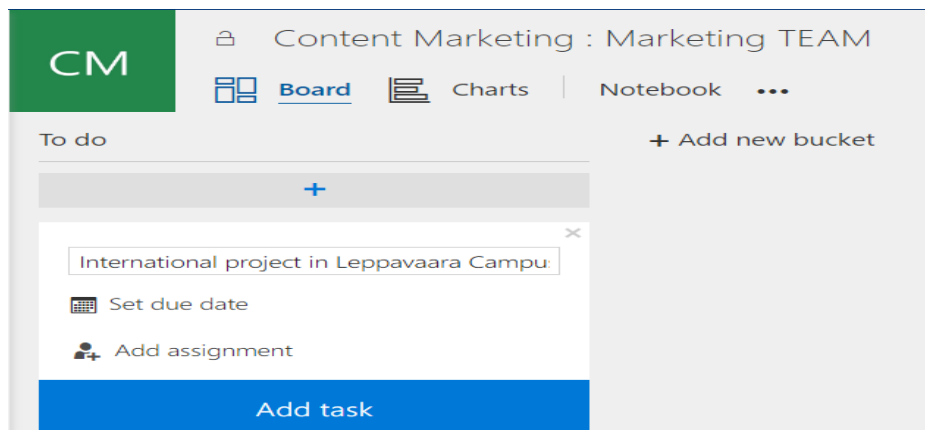 CM
Content Marketing : Marketing TEAM
Board Charts Notebook •••
To do
+ Add new bucket
+
International project in Leppavaara Campu
Set due date
Add assignment
Add task